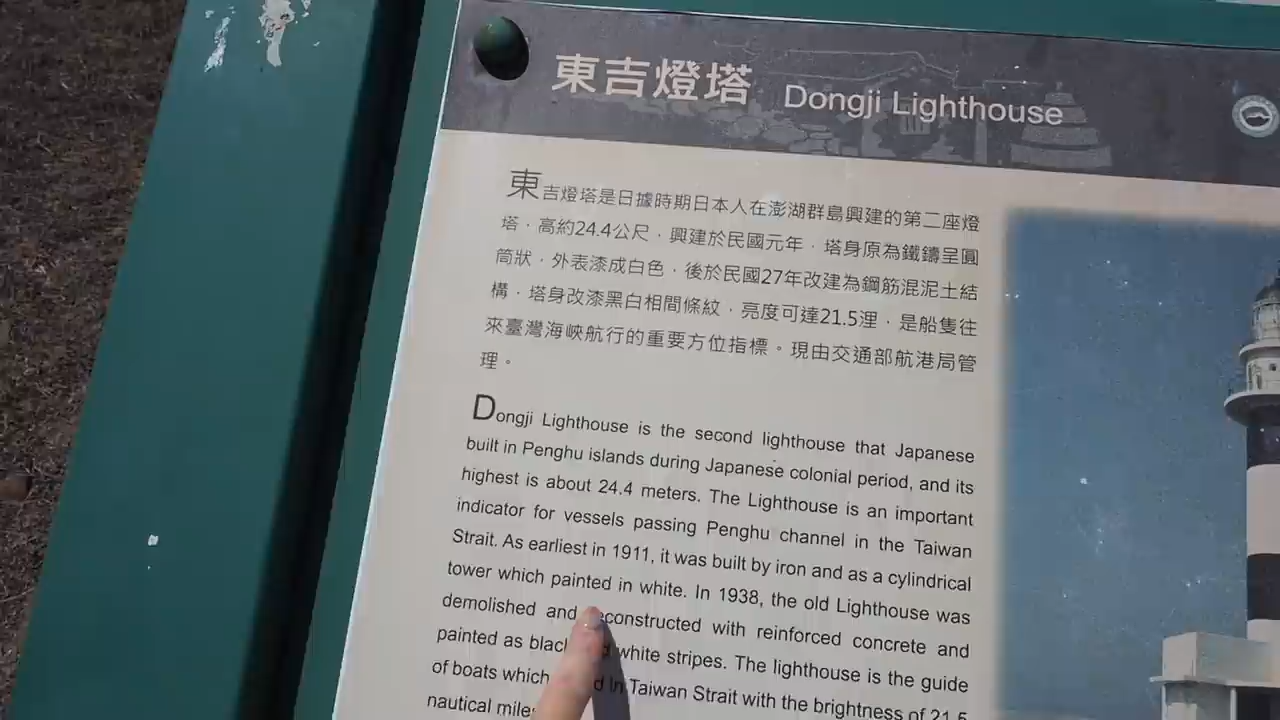 東吉燈塔 Dongji Lighthouse
東吉燈塔是日據時期日本人在澎湖群島興建的第二座燈
塔，高約24.4公尺，興建於民國元年，塔身原為鐵鑄呈圓
筒狀，外表漆成白色，後於民國27年改建為鋼筋混泥土結
構，塔身改漆黑白相間條紋，亮度可達21.5浬，是船隻往
來臺灣海峽航行的重要方位指標。現由交通部航港局管
理。
Dongji Lighthouse is the second lighthouse that Japanese
built in Penghu islands during Japanese colonial period, and its
highest is about 24.4 meters. The Lighthouse is an important
indicator for vessels passing Penghu channel in the Taiwan
Strait. As earliest in 1911, it was built by iron and as a cylindrical
tower which painted in white. In 1938, the old Lighthouse was
demolished and reconstructed with reinforced concrete and
painted as black white stripes. The lighthouse is the guide
of boats which in Taiwan Strait with the brightness of 21.5
nautical miles